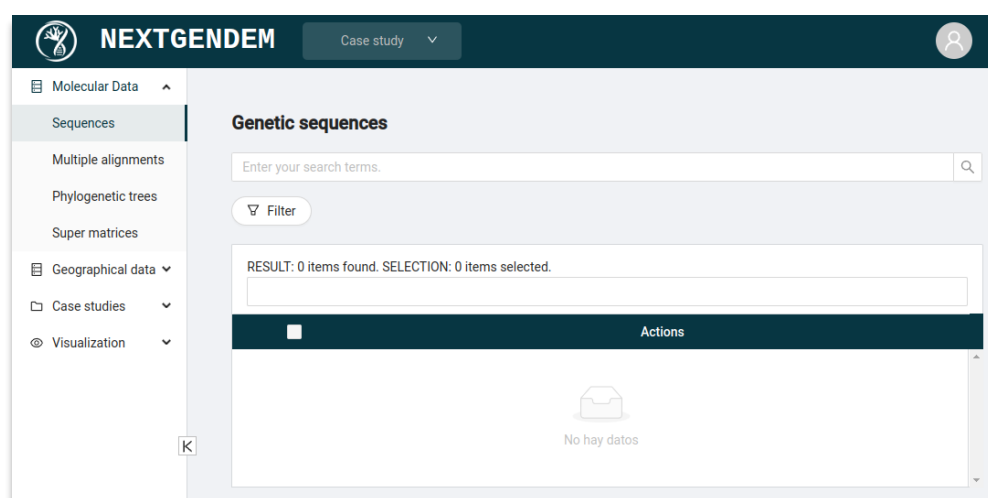 NEXTGENDEM
Case study
Molecular Data
Sequences
Multiple alignments
Phylogenetic trees
Super matrices
Geographical data
Case studies
Visualization
Genetic sequences
Enter your search terms.
Filter
RESULT: 0 items found. SELECTION: 0 items selected.
Actions
No hay datos